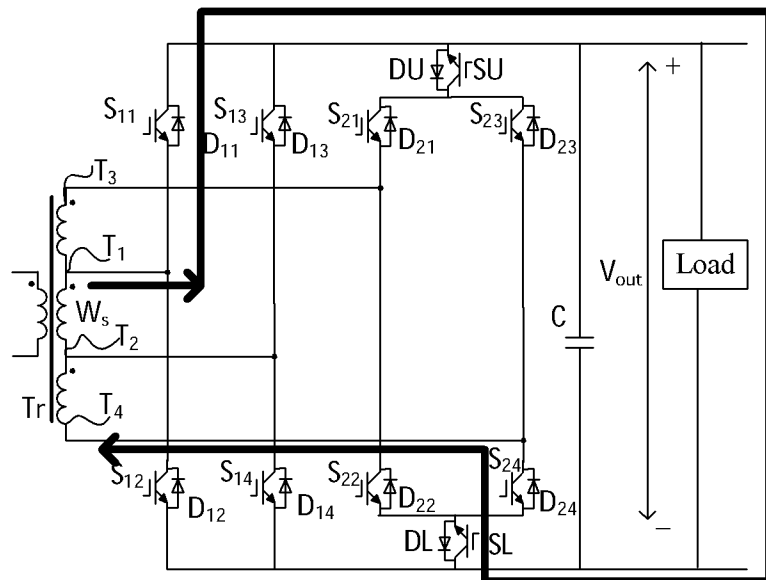 DU SU
+
S₁₁ S₁₃ S₂₁ S₂₃
D₁₁ D₁₃ D₂₁ D₂₃
T₃
T₁
Wₛ
Vout Load
C
T₂
Tr T₄
S₁₂ S₁₄ S₂₂ S₂₄
D₁₂ D₁₄ D₂₂ D₂₄
−
DL SL